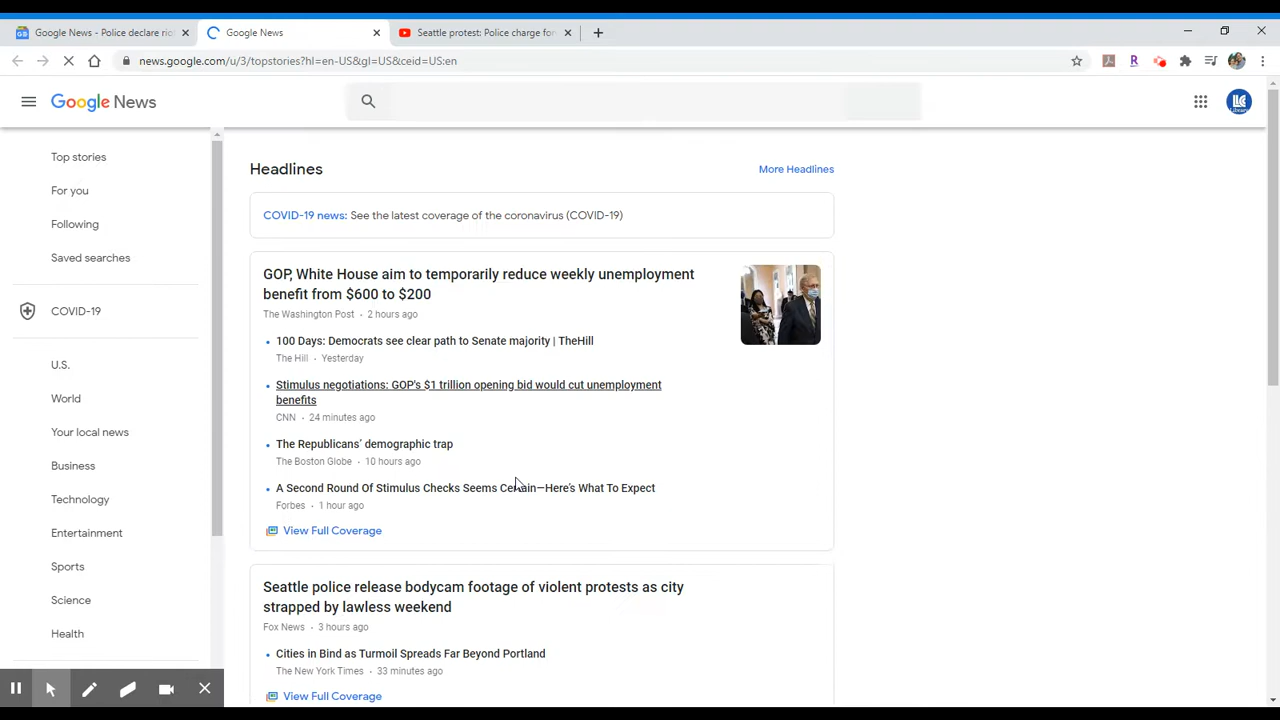 Google News - Police declare rio
Google News
Seattle protest: Police charge for
news.google.com/u/3/topstories?hl=en-US&gl=US&ceid=US:en
Google News
Top stories
For you
Following
Saved searches
COVID-19
U.S.
World
Your local news
Business
Technology
Entertainment
Sports
Science
Health
Headlines
More Headlines
COVID-19 news: See the latest coverage of the coronavirus (COVID-19)
GOP, White House aim to temporarily reduce weekly unemployment
benefit from $600 to $200
The Washington Post • 2 hours ago
100 Days: Democrats see clear path to Senate majority | TheHill
The Hill • Yesterday
Stimulus negotiations: GOP's $1 trillion opening bid would cut unemployment
benefits
CNN • 24 minutes ago
The Republicans' demographic trap
The Boston Globe • 10 hours ago
A Second Round Of Stimulus Checks Seems Certain—Here's What To Expect
Forbes • 1 hour ago
View Full Coverage
Seattle police release bodycam footage of violent protests as city
strapped by lawless weekend
Fox News • 3 hours ago
Cities in Bind as Turmoil Spreads Far Beyond Portland
The New York Times • 33 minutes ago
View Full Coverage